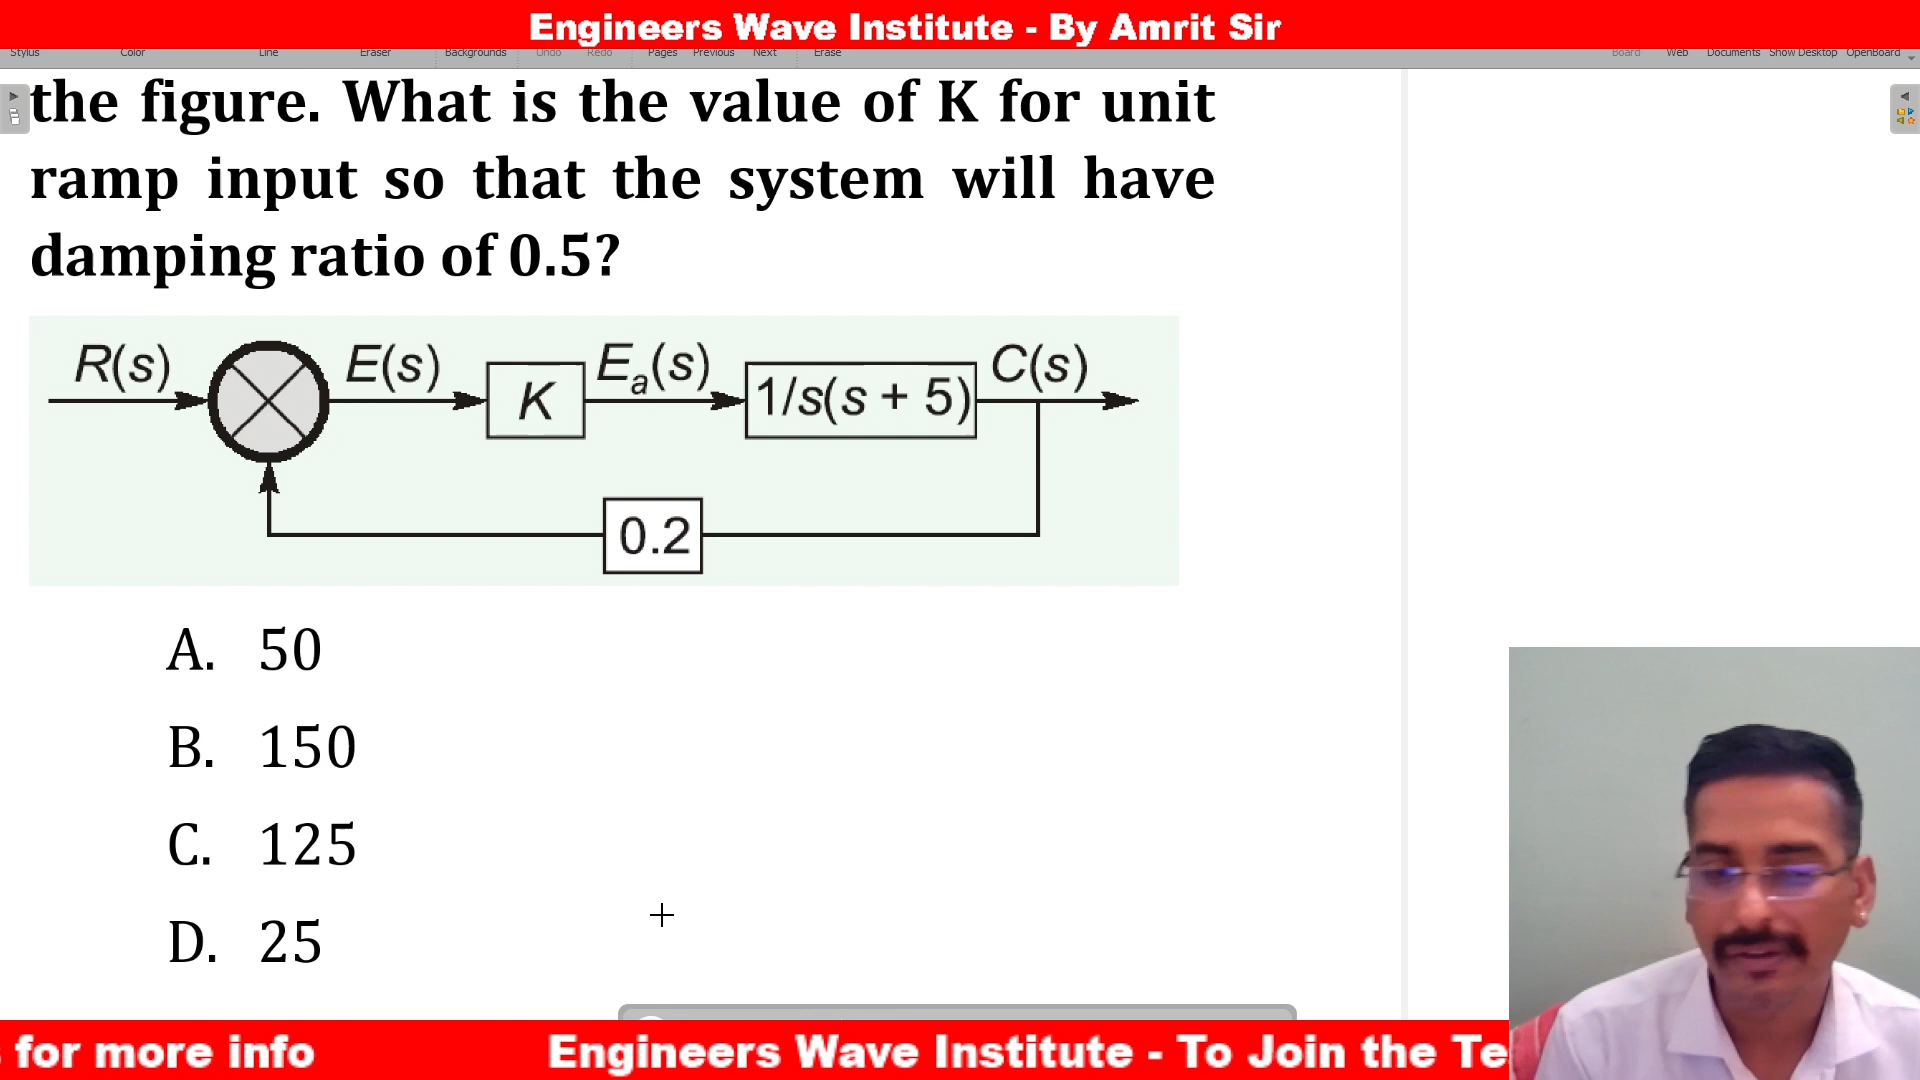 Engineers Wave Institute - By Amrit Sir
Stylus Color Line Eraser Backgrounds Undo Redo Pages Previous Next Erase Board Web Documents Show Desktop OpenBoard
the figure. What is the value of K for unit
ramp input so that the system will have
damping ratio of 0.5?
R(s) E(s) K Ea(s) 1/s(s + 5) C(s)
0.2
A. 50
B. 150
C. 125
D. 25
for more info Engineers Wave Institute - To Join the Te